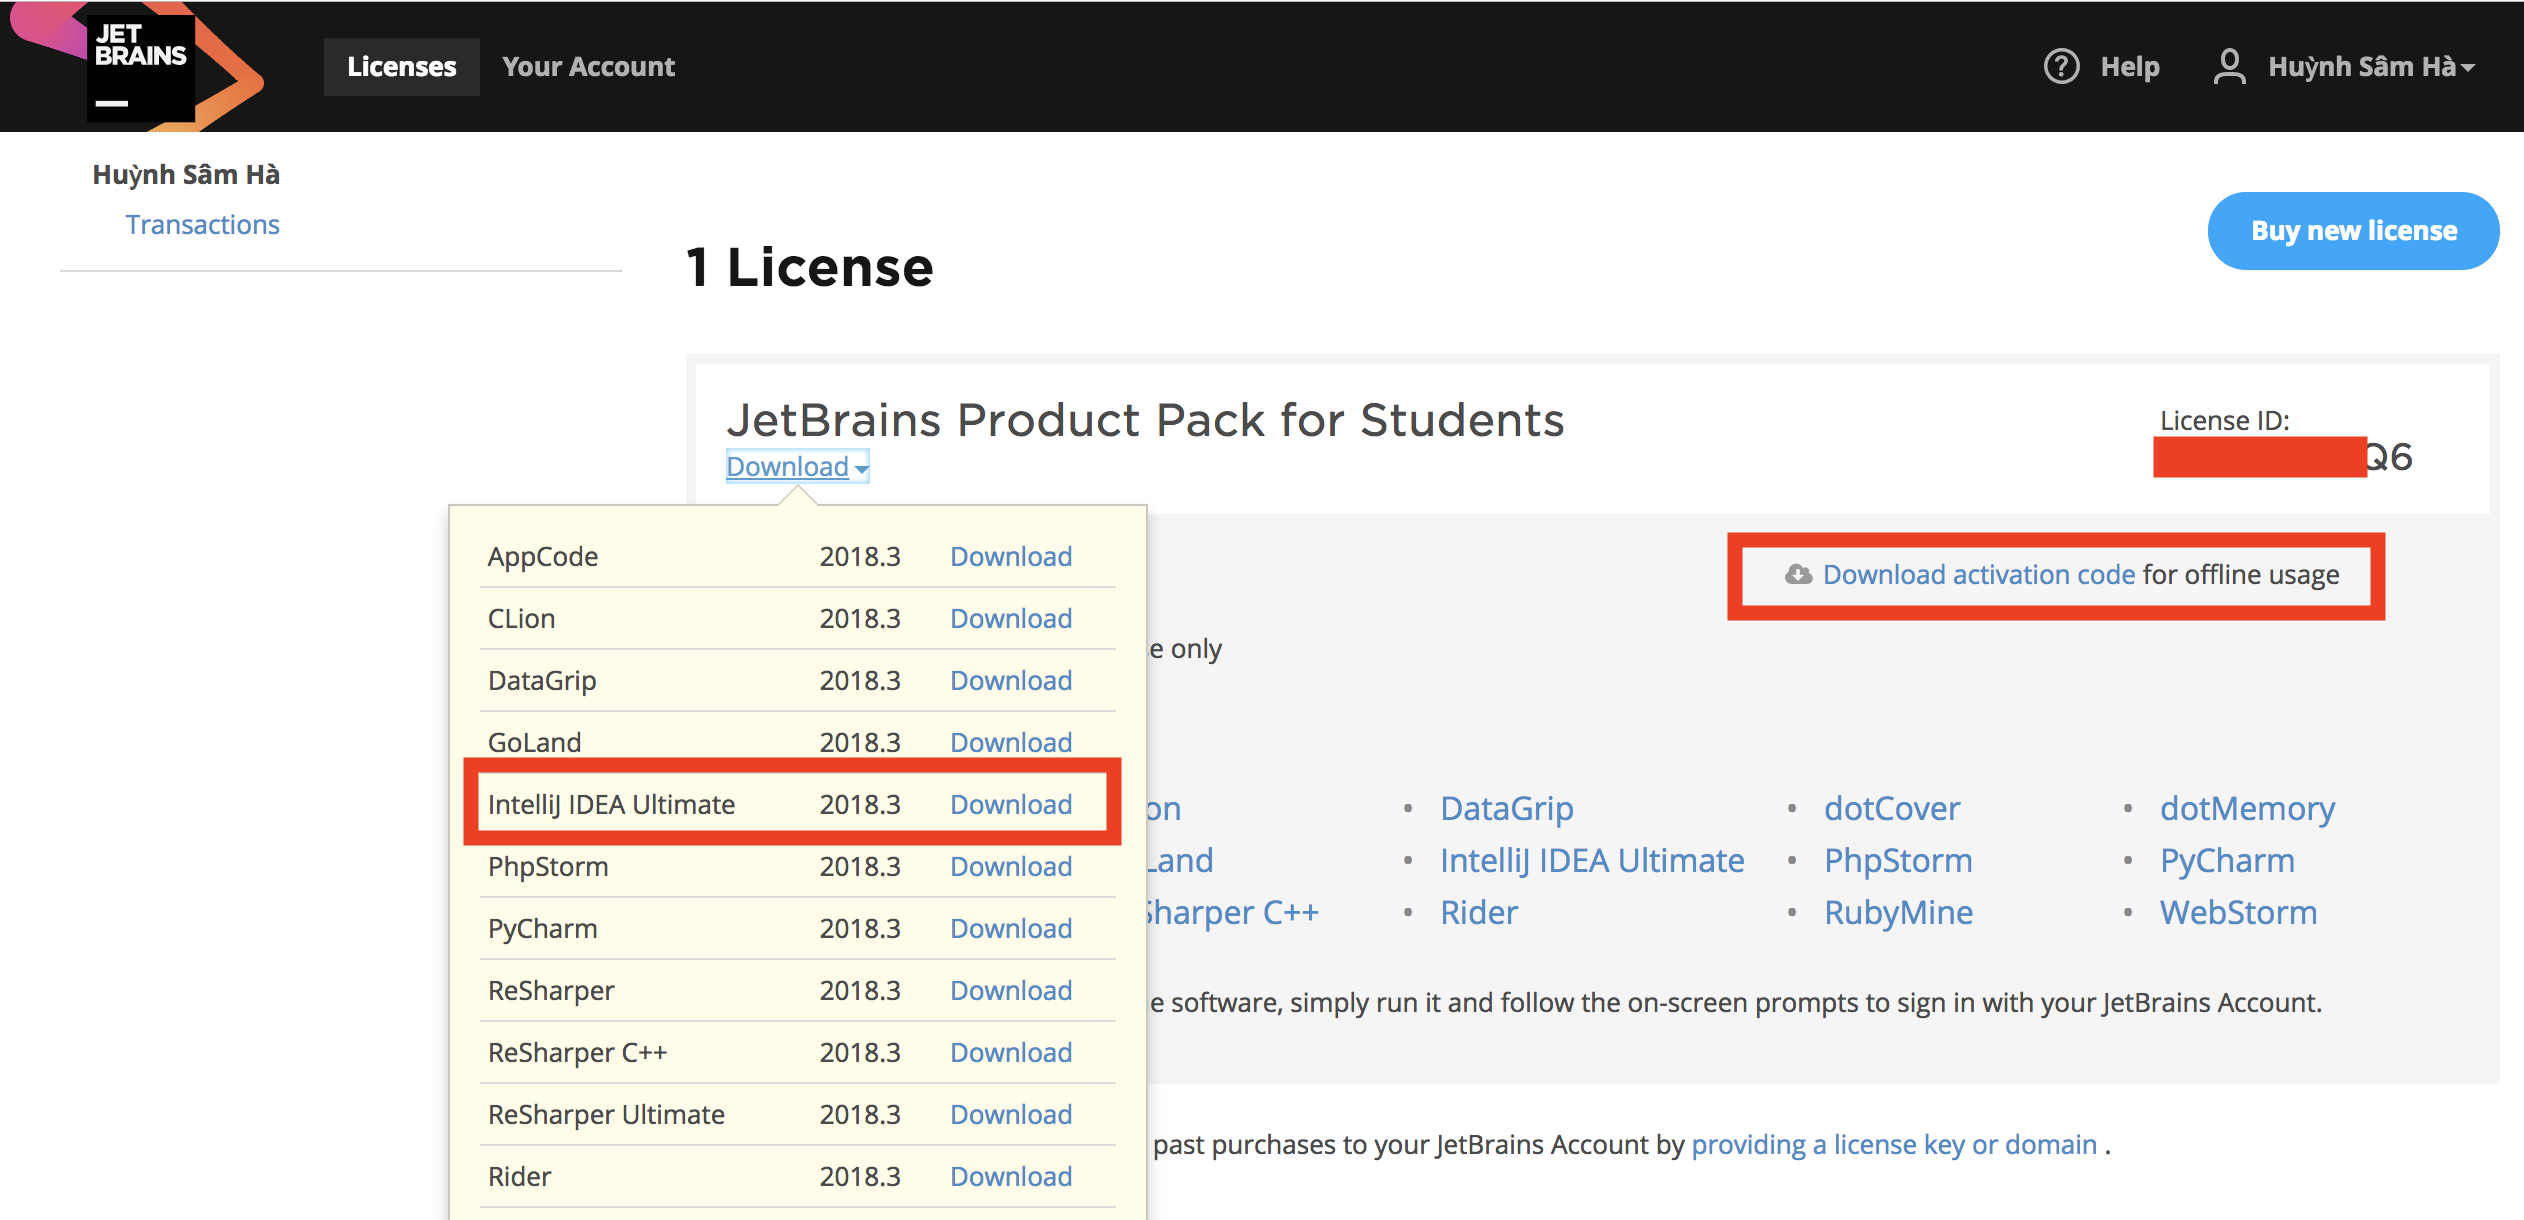 JET
BRAINS
Licenses
Your Account
Help
Huỳnh Sâm Hà
Huỳnh Sâm Hà
Transactions
Buy new license
1 License
JetBrains Product Pack for Students
Download
License ID:
Q6
Download activation code for offline usage
AppCode 2018.3 Download
CLion 2018.3 Download
DataGrip 2018.3 Download
GoLand 2018.3 Download
IntelliJ IDEA Ultimate 2018.3 Download
PhpStorm 2018.3 Download
PyCharm 2018.3 Download
ReSharper 2018.3 Download
ReSharper C++ 2018.3 Download
ReSharper Ultimate 2018.3 Download
Rider 2018.3 Download
e only
on • DataGrip • dotCover • dotMemory
Land • IntelliJ IDEA Ultimate • PhpStorm • PyCharm
Sharper C++ • Rider • RubyMine • WebStorm
e software, simply run it and follow the on-screen prompts to sign in with your JetBrains Account.
past purchases to your JetBrains Account by providing a license key or domain .